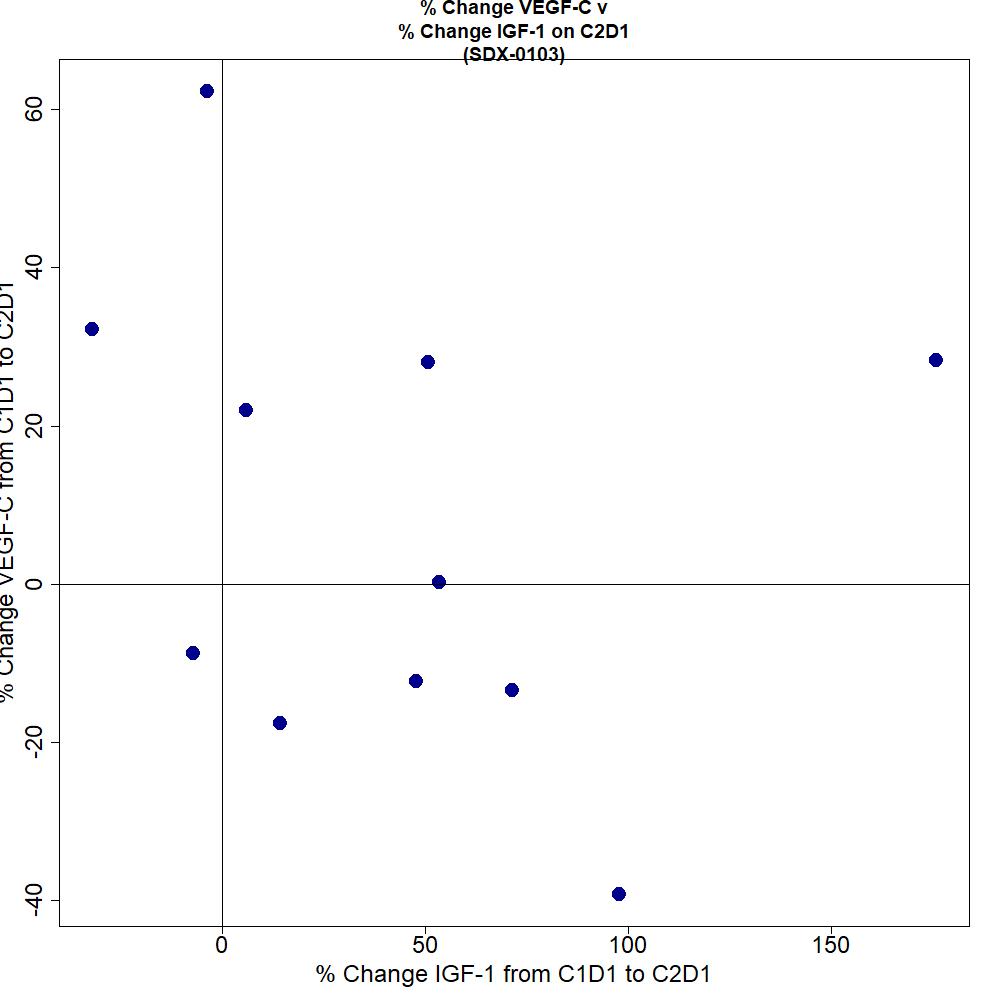 % Change VEGF-C v
% Change IGF-1 on C2D1
(SDX-0103)
% Change VEGF-C from C1D1 to C2D1
60
40
20
0
-20
-40
0 50 100 150
% Change IGF-1 from C1D1 to C2D1